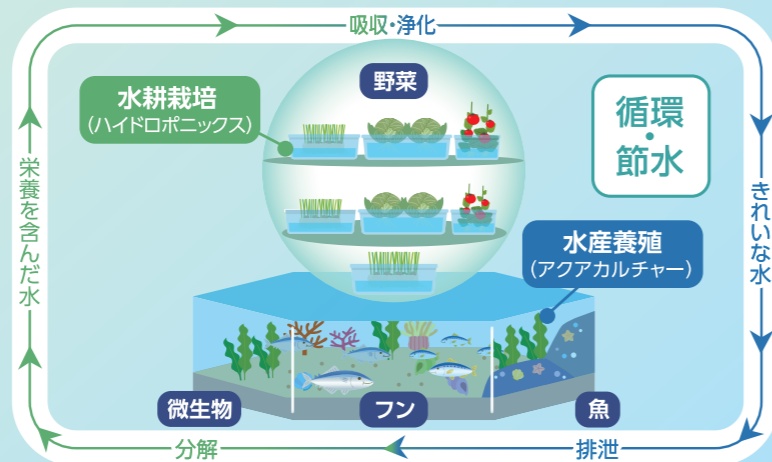 吸収・浄化
野菜
水耕栽培
(ハイドロポニックス)
循環
・
節水
栄養を含んだ水
きれいな水
水産養殖
(アクアカルチャー)
微生物
フン
魚
分解
排泄